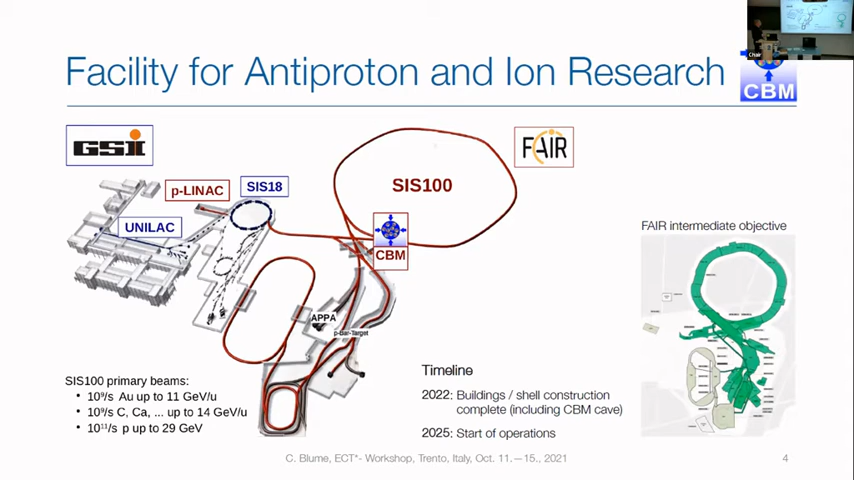 Chair
Facility for Antiproton and Ion Research
CBM
GSI
FAIR
p-LINAC
SIS18
SIS100
UNILAC
CBM
FAIR intermediate objective
APPA
p-Bar-Target
SIS100 primary beams:
• 10⁹/s Au up to 11 GeV/u
• 10⁹/s C, Ca, ... up to 14 GeV/u
• 10¹¹/s p up to 29 GeV
Timeline
2022: Buildings / shell construction
complete (including CBM cave)
2025: Start of operations
C. Blume, ECT*- Workshop, Trento, Italy, Oct. 11.—15., 2021
4